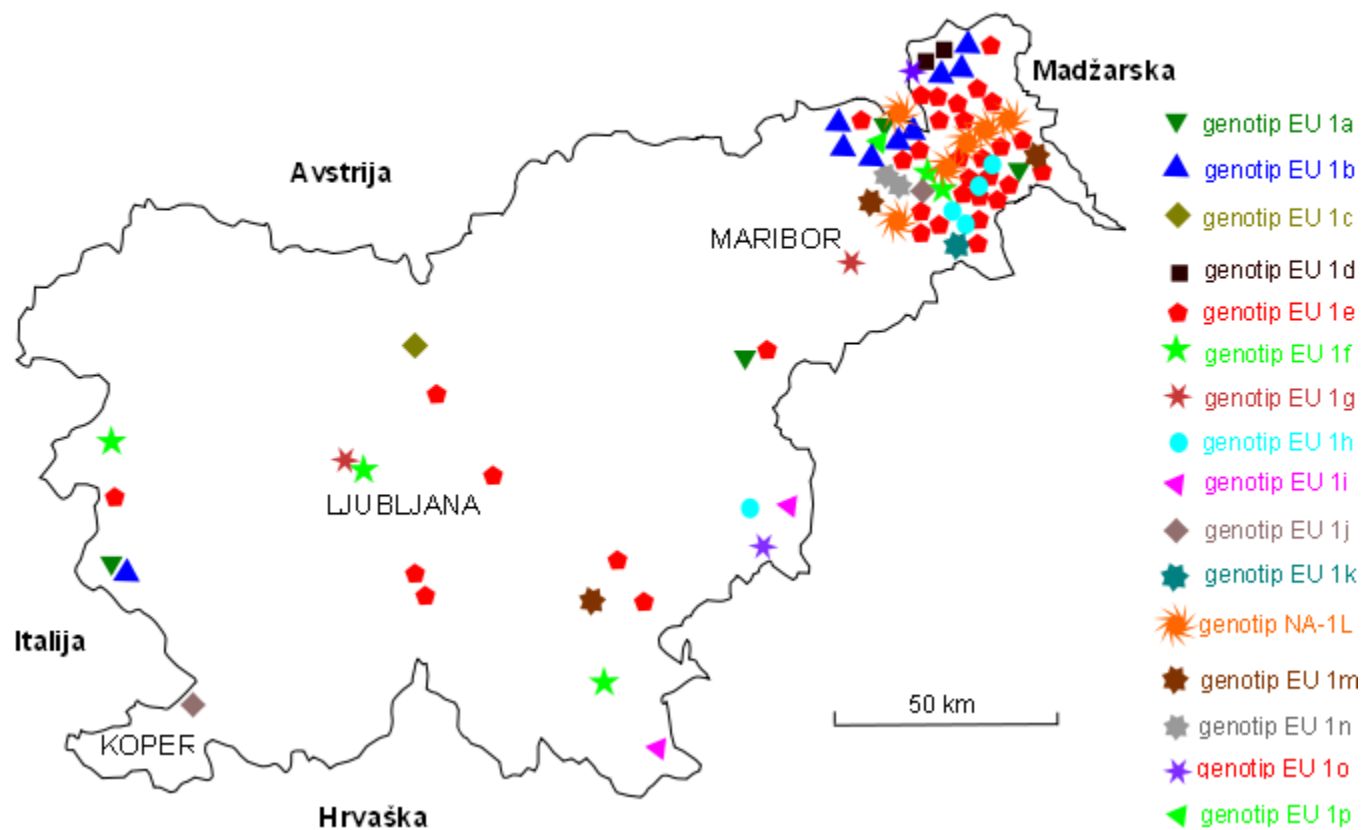 Madžarska
Avstrija
MARIBOR
LJUBLJANA
Italija
KOPER
Hrvaška
50 km
genotip EU 1a
genotip EU 1b
genotip EU 1c
genotip EU 1d
genotip EU 1e
genotip EU 1f
genotip EU 1g
genotip EU 1h
genotip EU 1i
genotip EU 1j
genotip EU 1k
genotip NA-1L
genotip EU 1m
genotip EU 1n
genotip EU 1o
genotip EU 1p